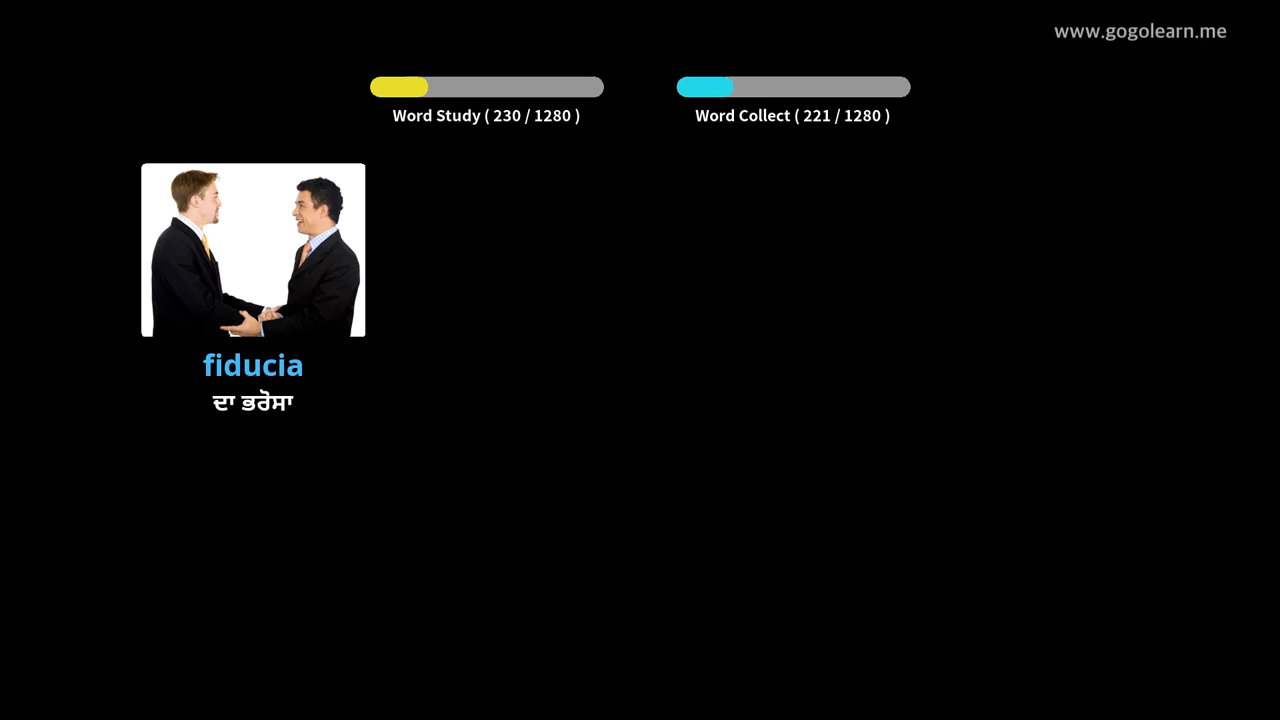 www.gogolearn.me
Word Study ( 230 / 1280 )
Word Collect ( 221 / 1280 )
fiducia
ਦਾ ਭਰੋਸਾ